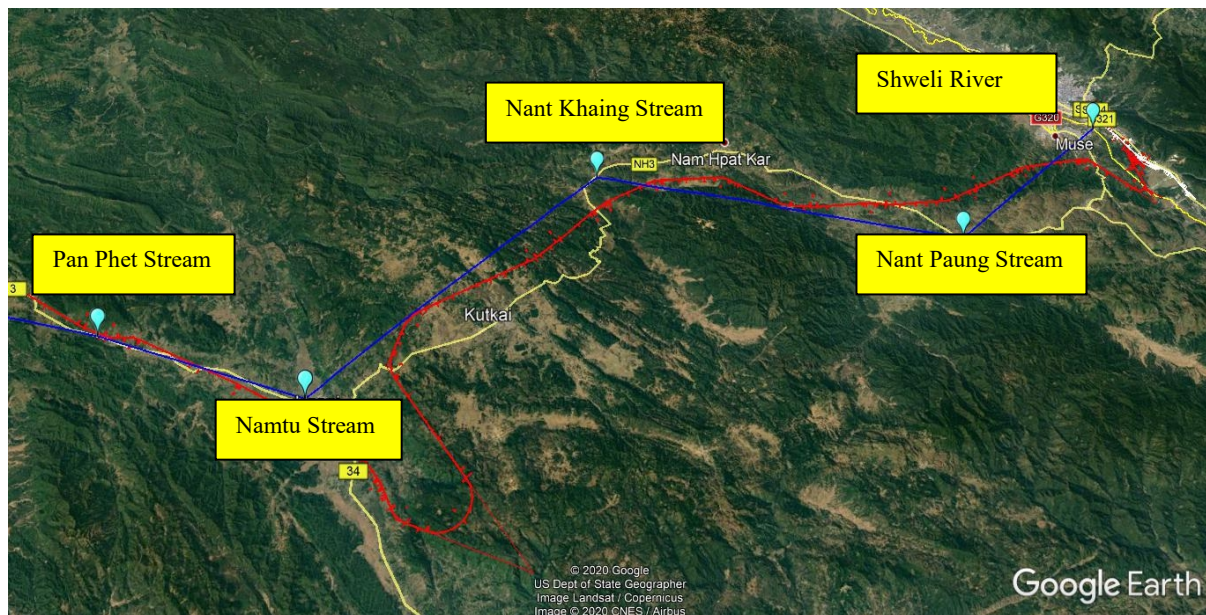 Shweli River
Nant Khaing Stream
G320
Muse
NH3
Nam Hpat Kar
Pan Phet Stream
Nant Paung Stream
3
Kutkai
Namtu Stream
34
© 2020 Google
US Dept of State Geographer
Image Landsat / Copernicus
Image © 2020 CNES / Airbus
Google Earth